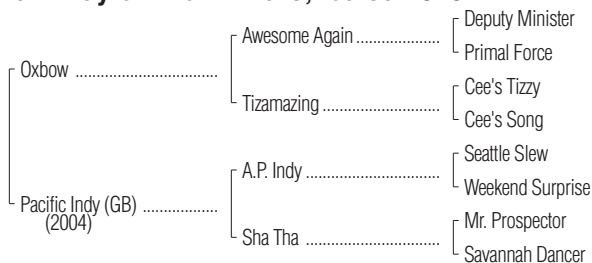 Deputy Minister
Awesome Again
Primal Force
Oxbow
Cee's Tizzy
Tizamazing
Cee's Song
Seattle Slew
A.P. Indy
Weekend Surprise
Pacific Indy (GB)
(2004)
Mr. Prospector
Sha Tha
Savannah Dancer